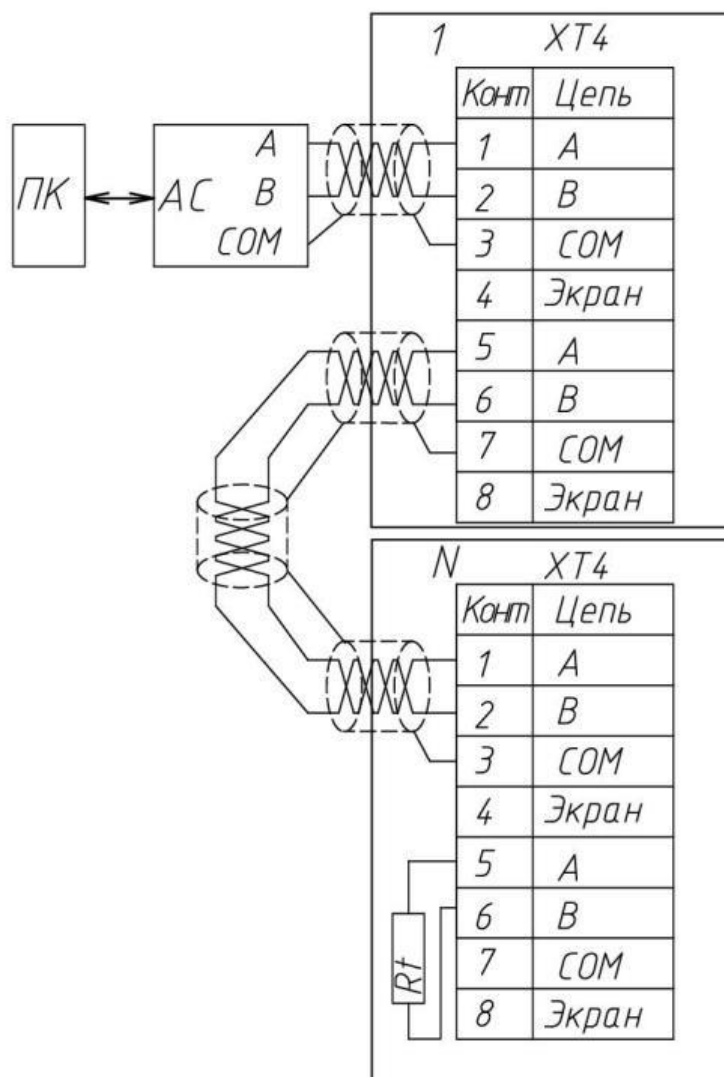 1 XT4
Конт Цепь
1 A
2 B
3 COM
4 Экран
5 A
6 B
7 COM
8 Экран
ПК
AC
A
B
COM
N XT4
Конт Цепь
1 A
2 B
3 COM
4 Экран
5 A
6 B
7 COM
8 Экран
Rt